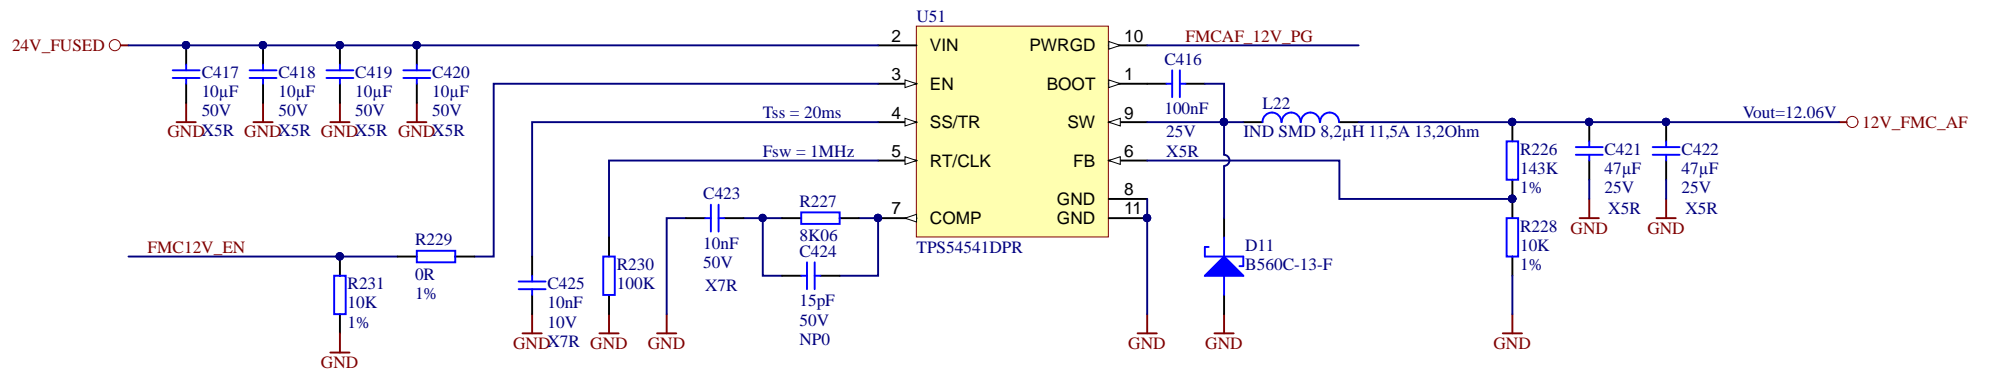 U51
24V_FUSED
2 VIN
PWRGD 10
FMCAF_12V_PG
C417
10µF
50V
X5R
GND
C418
10µF
50V
X5R
GND
C419
10µF
50V
X5R
GND
C420
10µF
50V
X5R
GND
3 EN
BOOT 1
C416
100nF
25V
X5R
Tss = 20ms
4 SS/TR
SW 9
L22
IND SMD 8,2µH 11,5A 13,2Ohm
Vout=12.06V
12V_FMC_AF
Fsw = 1MHz
5 RT/CLK
FB 6
R226
143K
1%
C421
47µF
25V
X5R
GND
C422
47µF
25V
X5R
GND
GND 8
GND 11
C423
10nF
50V
X7R
R227
8K06
C424
15pF
50V
NP0
7 COMP
TPS54541DPR
R228
10K
1%
FMC12V_EN
R229
0R
1%
D11
B560C-13-F
R231
10K
1%
GND
C425
10nF
10V
X7R
GND
R230
100K
GND
GND
GND
GND
GND